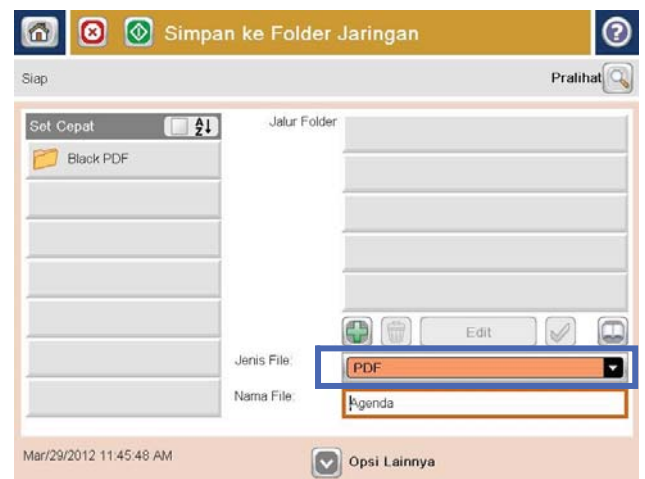 Simpan ke Folder Jaringan
Siap
Pralihat
Set Cepat
Jalur Folder
Black PDF
Edit
Jenis File:
PDF
Nama File:
Agenda
Mar/29/2012 11:45:48 AM
Opsi Lainnya